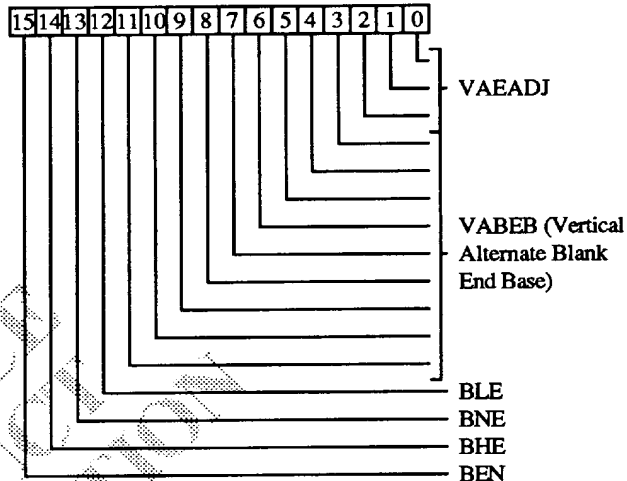 15 14 13 12 11 10 9 8 7 6 5 4 3 2 1 0
VAEADJ
VABEB (Vertical
Alternate Blank
End Base)
BLE
BNE
BHE
BEN